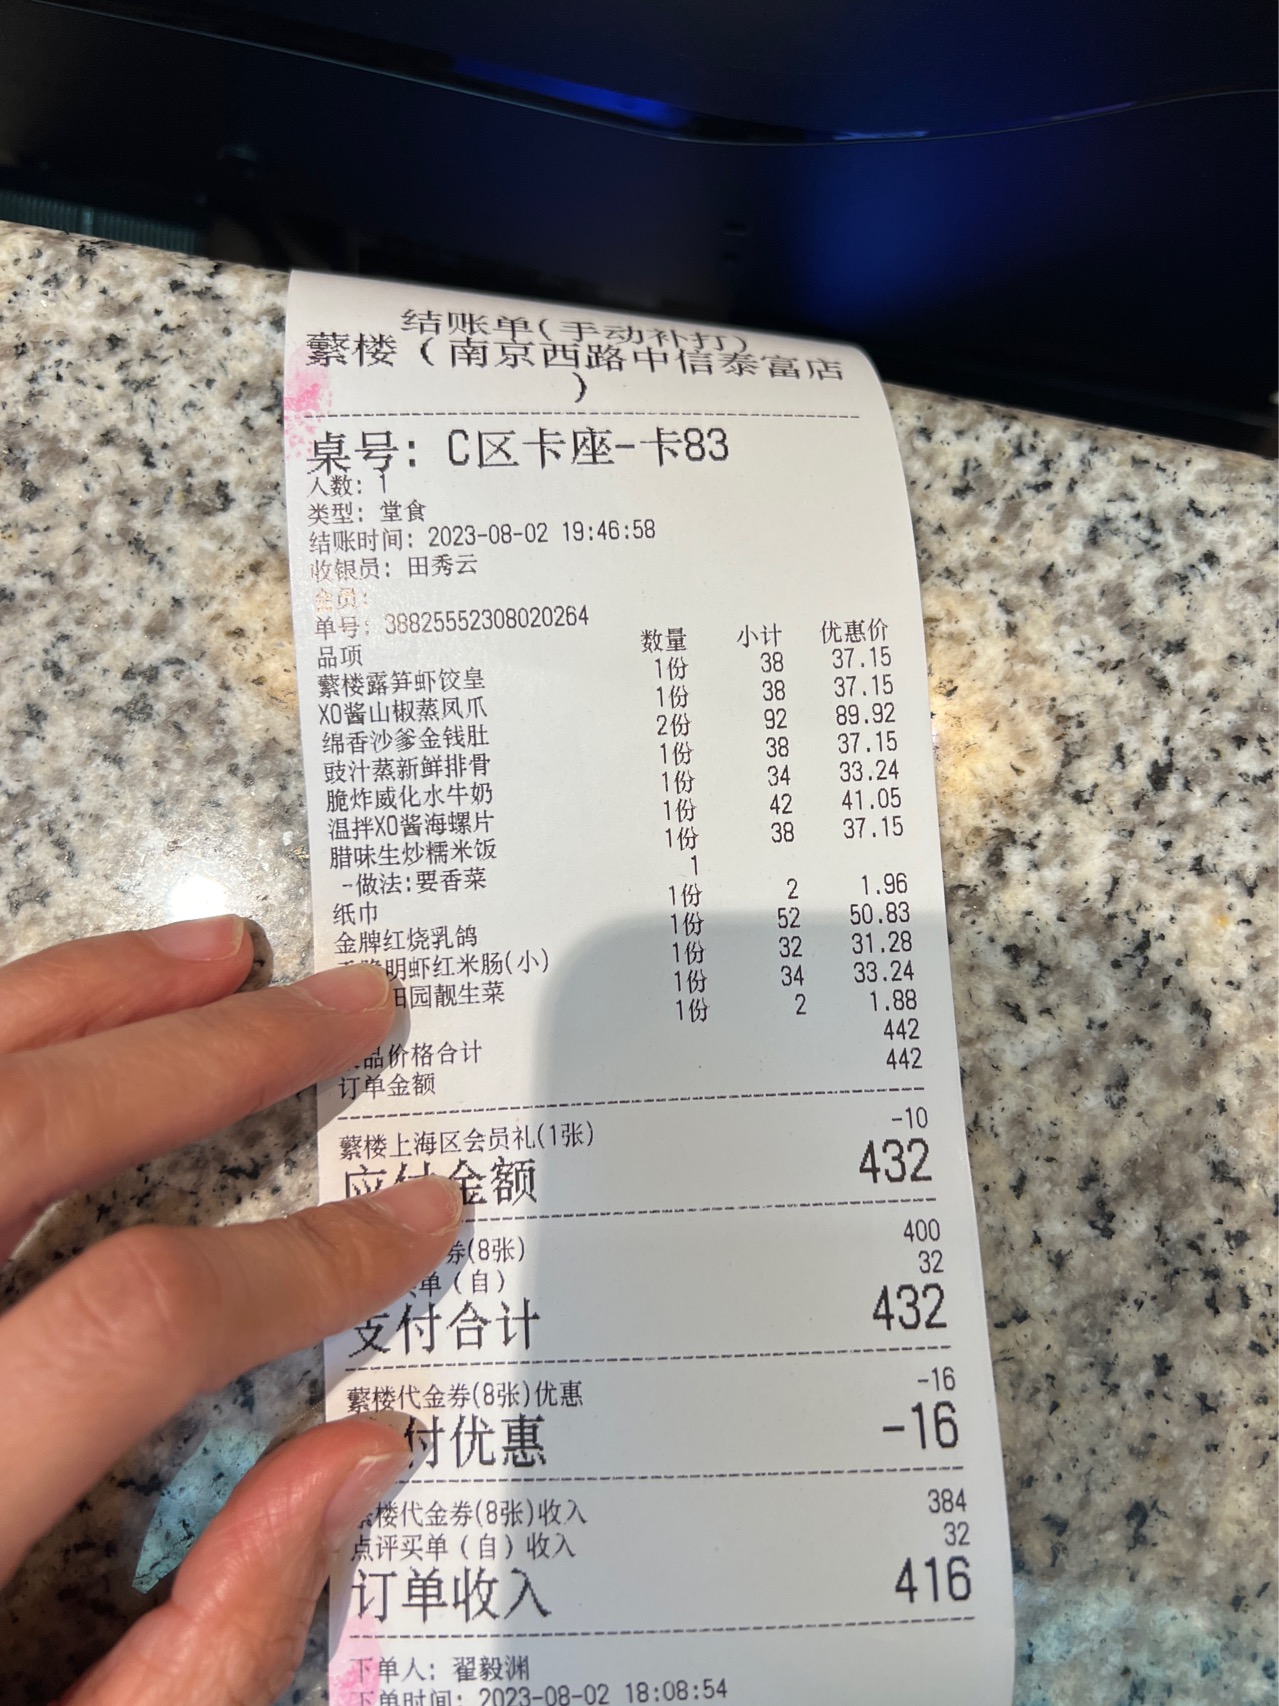 结账单(手动补打)
蘩楼(南京西路中信泰富店
)
桌号: C区卡座-卡83
人数: 1
类型: 堂食
结账时间: 2023-08-02 19:46:58
收银员: 田秀云
会员:
单号: 38825552308020264
品项 数量 小计 优惠价
蘩楼露笋虾饺皇 1份 38 37.15
XO酱山椒蒸凤爪 1份 38 37.15
绵香沙爹金钱肚 2份 92 89.92
豉汁蒸新鲜排骨 1份 38 37.15
脆炸威化水牛奶 1份 34 33.24
温拌XO酱海螺片 1份 42 41.05
腊味生炒糯米饭 1份 38 37.15
-做法:要香菜 1
纸巾 1份 2 1.96
金牌红烧乳鸽 1份 52 50.83
明虾红米肠(小) 1份 32 31.28
田园靓生菜 1份 34 33.24
1份 2 1.88
品价格合计 442
订单金额 442
蘩楼上海区会员礼(1张) -10
应付金额 432
券(8张) 400
单(自) 32
支付合计 432
蘩楼代金券(8张)优惠 -16
付优惠 -16
楼代金券(8张)收入 384
点评买单(自)收入 32
订单收入 416
下单人: 翟毅渊
下单时间: 2023-08-02 18:08:54